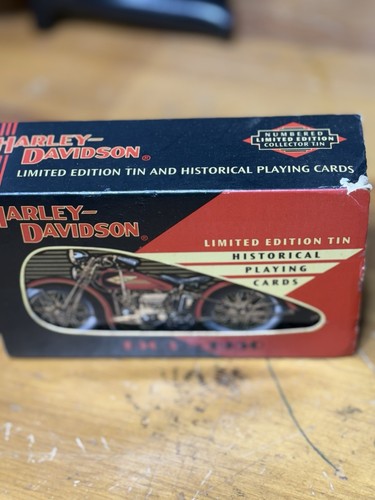 HARLEY-
DAVIDSON®
NUMBERED
LIMITED EDITION
COLLECTOR TIN
LIMITED EDITION TIN AND HISTORICAL PLAYING CARDS
HARLEY-
DAVIDSON®
LIMITED EDITION TIN
HISTORICAL
PLAYING
CARDS